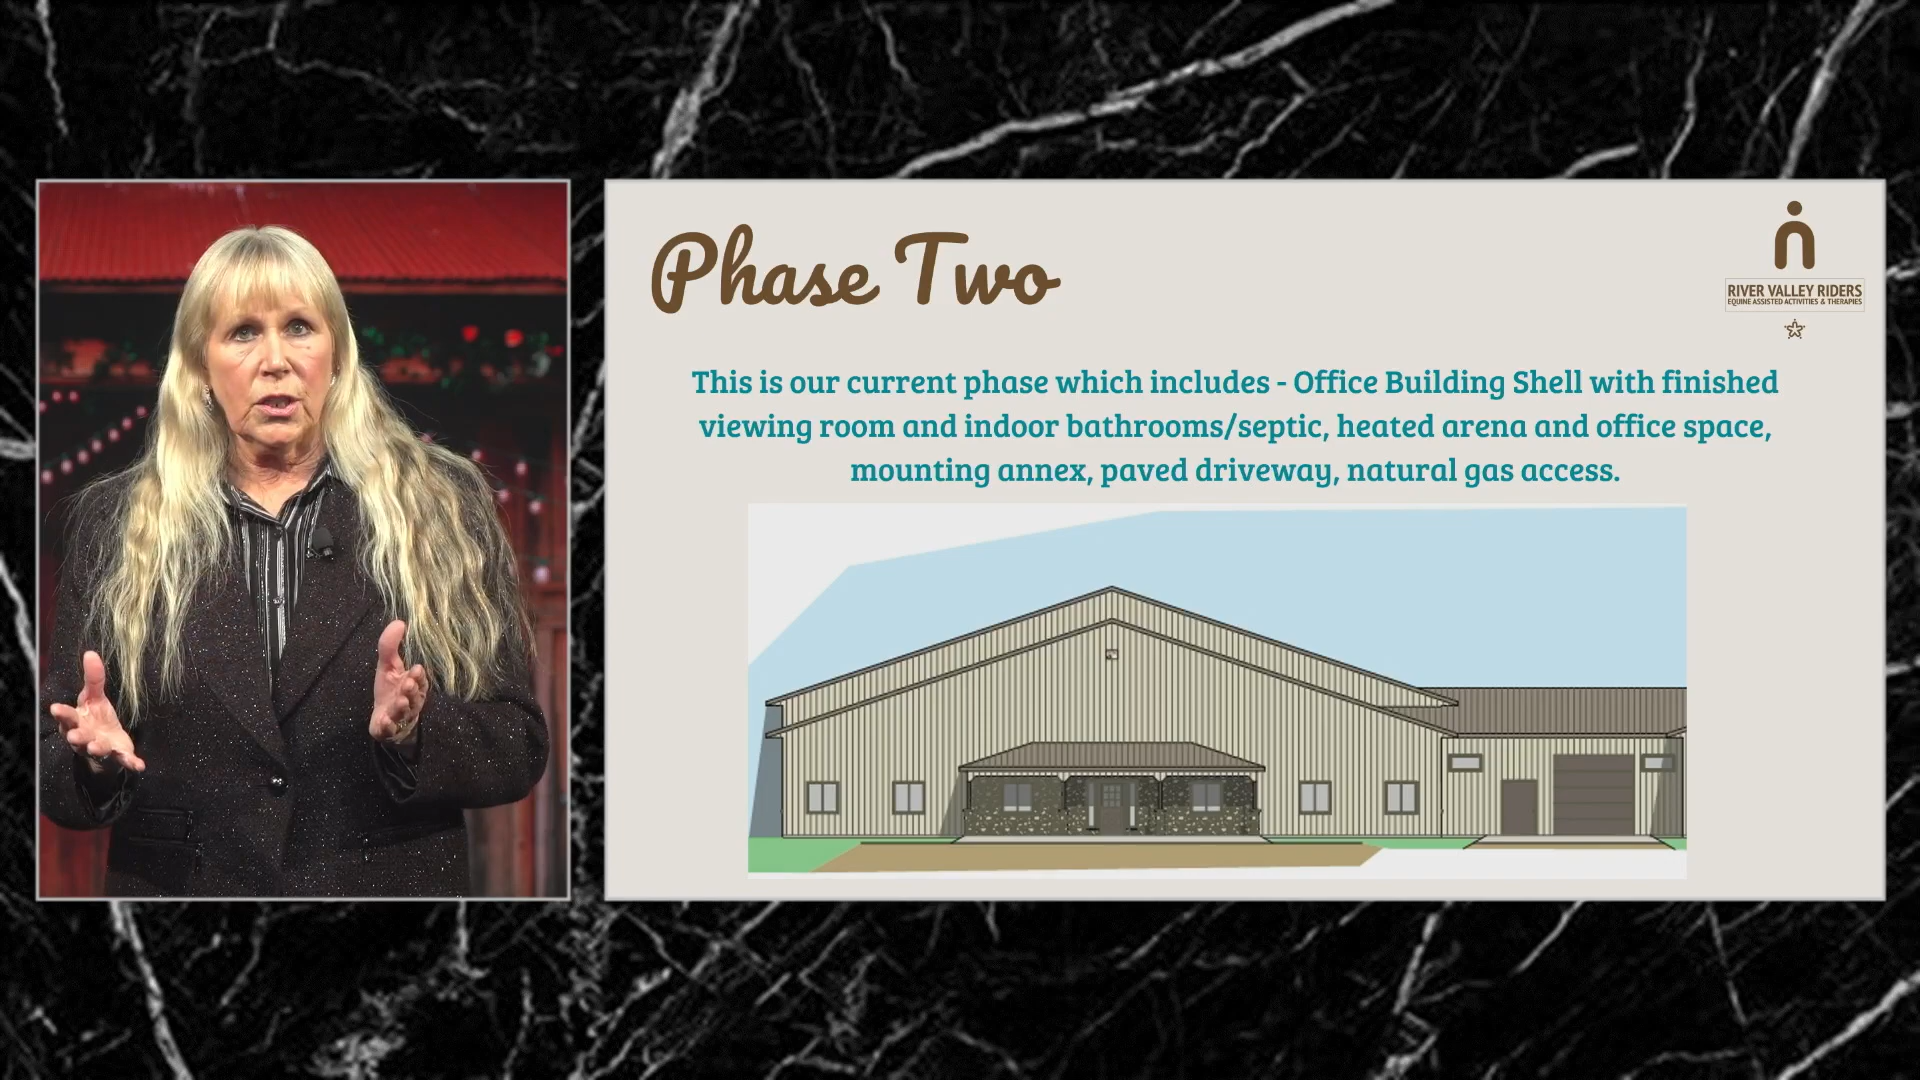 Phase Two
RIVER VALLEY RIDERS
EQUINE ASSISTED ACTIVITIES & THERAPIES
This is our current phase which includes - Office Building Shell with finished
viewing room and indoor bathrooms/septic, heated arena and office space,
mounting annex, paved driveway, natural gas access.